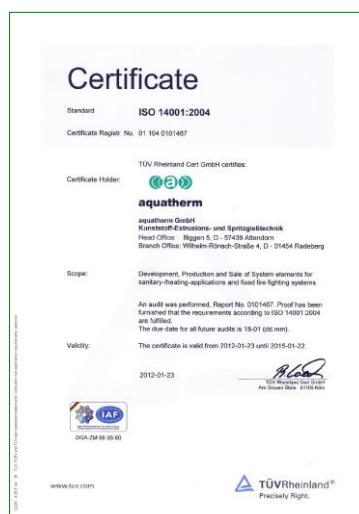 Certificate
Standard ISO 14001:2004
Certificate Registr. No. 01 104 0101467
TÜV Rheinland Cert GmbH certifies:
Certificate Holder:
aquatherm
aquatherm GmbH
Kunststoff-Extrusions- und Spritzgießtechnik
Head Office: Biggen 5, D - 57439 Attendorn
Branch Office: Wilhelm-Rönsch-Straße 4, D - 01454 Radeberg
Scope: Development, Production and Sale of System elements for
sanitary-/heating-applications and fixed fire fighting systems
An audit was performed, Report No. 0101467. Proof has been
furnished that the requirements according to ISO 14001:2004
are fulfilled.
The due date for all future audits is 18-01 (dd.mm).
Validity: The certificate is valid from 2012-01-23 until 2015-01-22.
2012-01-23
TÜV Rheinland Cert GmbH
Am Grauen Stein · 51105 Köln
IAF
DGA-ZM-58-95-60
www.tuv.com
TÜVRheinland®
Precisely Right.